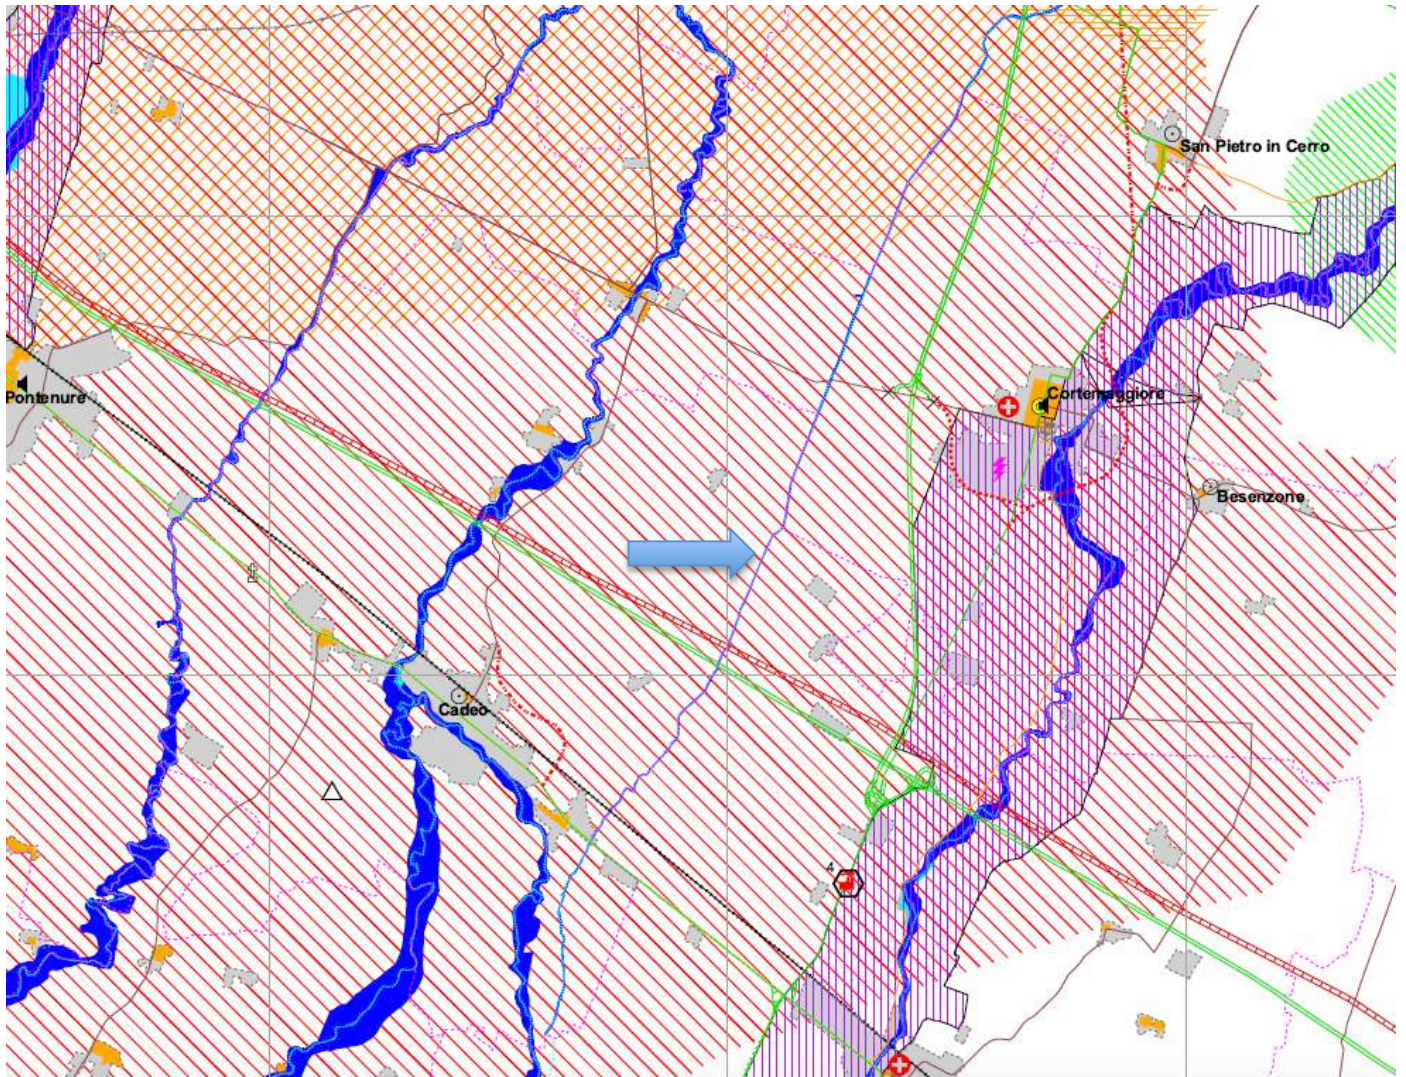 San Pietro in Cerro
Pontenure
Cortemaggiore
Besenzone
Cadeo
4